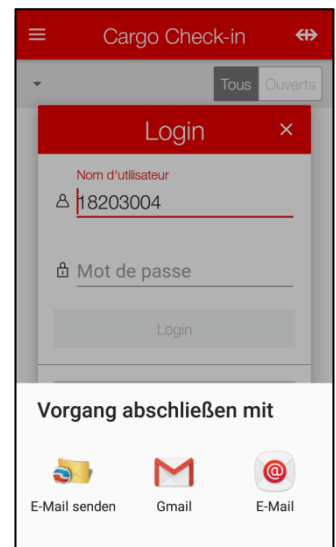 Cargo Check-in
Tous Ouverts
Login
Nom d'utilisateur
18203004
Mot de passe
Login
Vorgang abschließen mit
E-Mail senden Gmail E-Mail